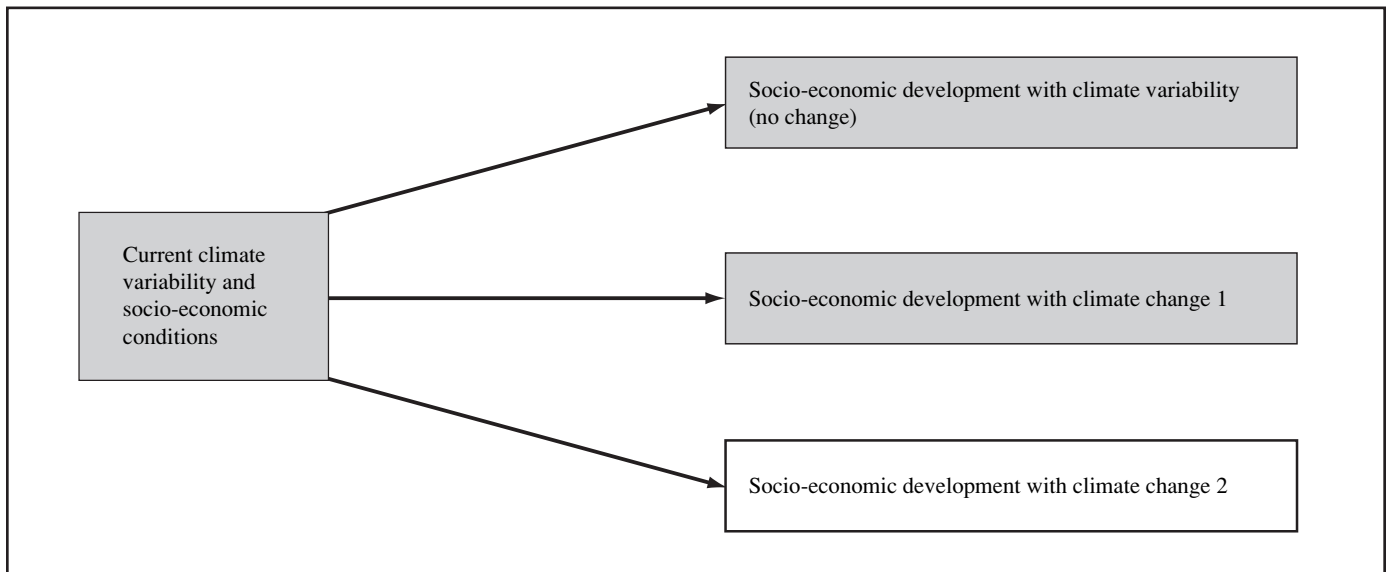 Socio-economic development with climate variability
(no change)
Current climate
variability and
socio-economic
conditions
Socio-economic development with climate change 1
Socio-economic development with climate change 2